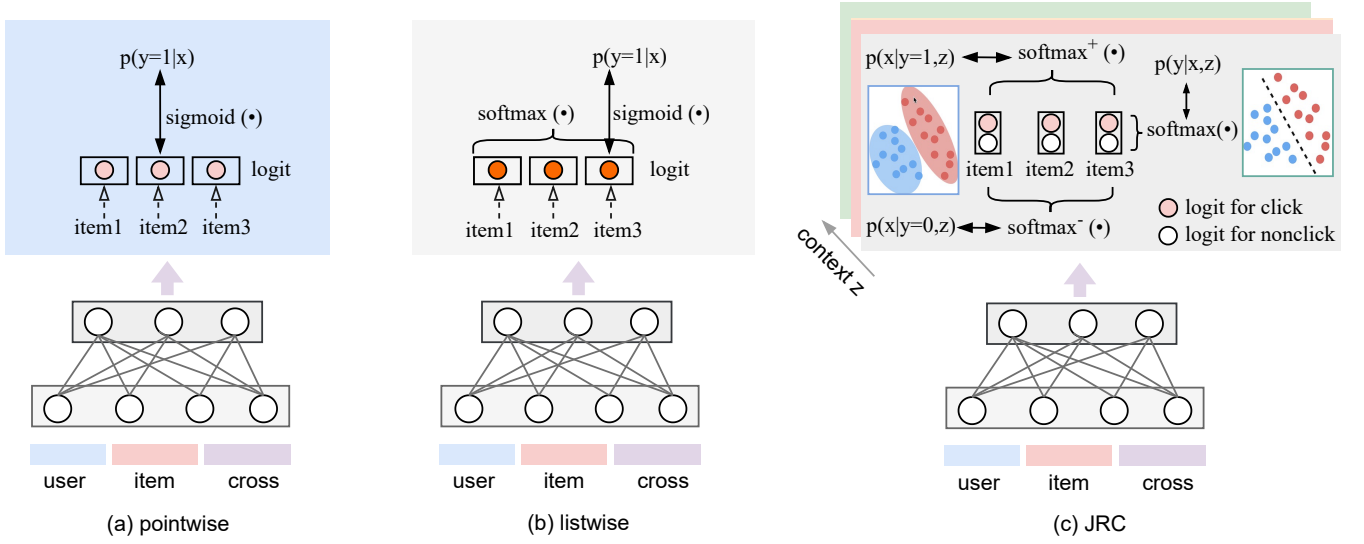 p(y=1|x)
sigmoid (•)
logit
item1
item2
item3
user
item
cross
(a) pointwise
p(y=1|x)
softmax (•)
sigmoid (•)
logit
item1
item2
item3
user
item
cross
(b) listwise
p(x|y=1,z)
softmax⁺ (•)
p(y|x,z)
softmax(•)
item1
item2
item3
p(x|y=0,z)
softmax⁻ (•)
logit for click
logit for nonclick
context z
user
item
cross
(c) JRC